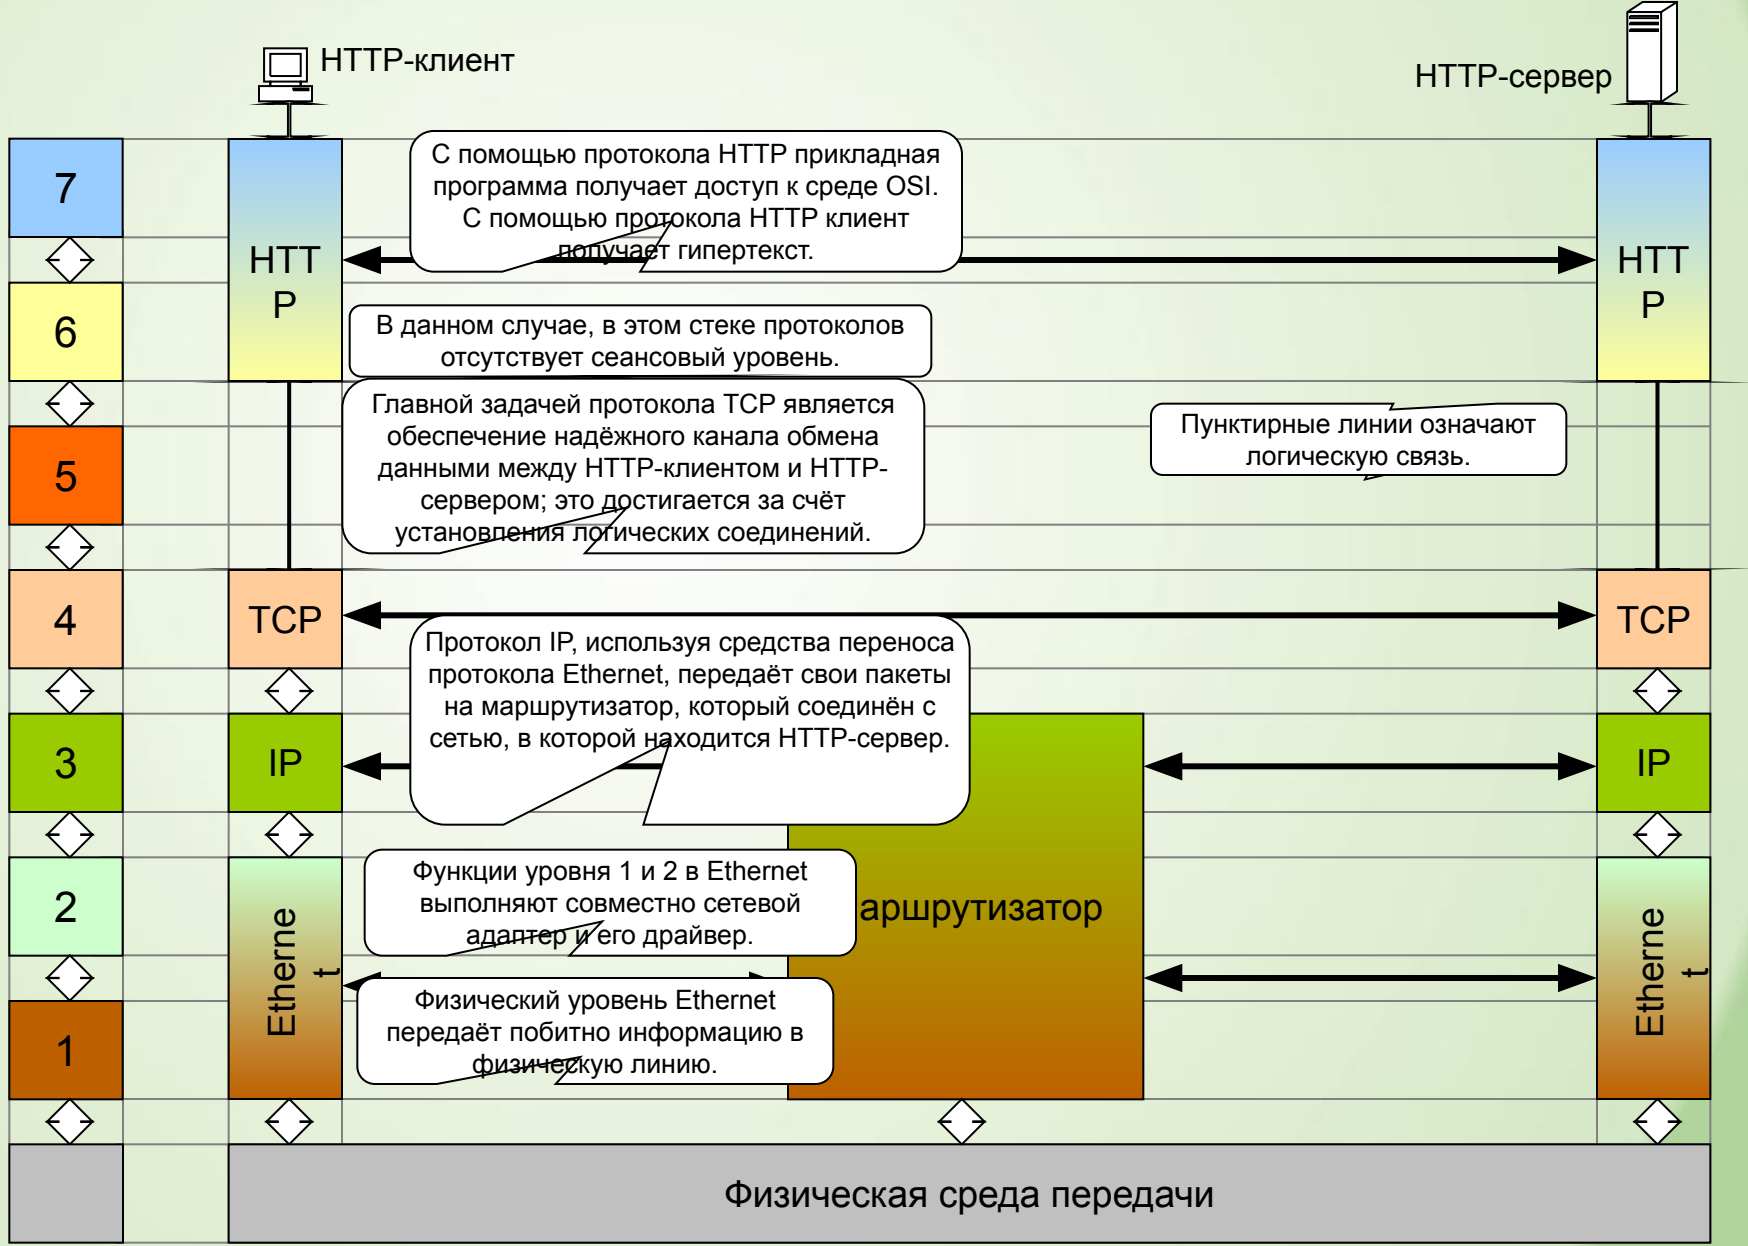 HTTP-клиент
HTTP-сервер
7
6
5
4
3
2
1
HTT
P
С помощью протокола HTTP прикладная
программа получает доступ к среде OSI.
С помощью протокола HTTP клиент
получает гипертекст.
HTT
P
В данном случае, в этом стеке протоколов
отсутствует сеансовый уровень.
Главной задачей протокола TCP является
обеспечение надёжного канала обмена
данными между HTTP-клиентом и HTTP-
сервером; это достигается за счёт
установления логических соединений.
Пунктирные линии означают
логическую связь.
TCP
TCP
Протокол IP, используя средства переноса
протокола Ethernet, передаёт свои пакеты
на маршрутизатор, который соединён с
сетью, в которой находится HTTP-сервер.
IP
IP
Функции уровня 1 и 2 в Ethernet
выполняют совместно сетевой
адаптер и его драйвер.
аршрутизатор
Etherne
t
Etherne
t
Физический уровень Ethernet
передаёт побитно информацию в
физическую линию.
Физическая среда передачи